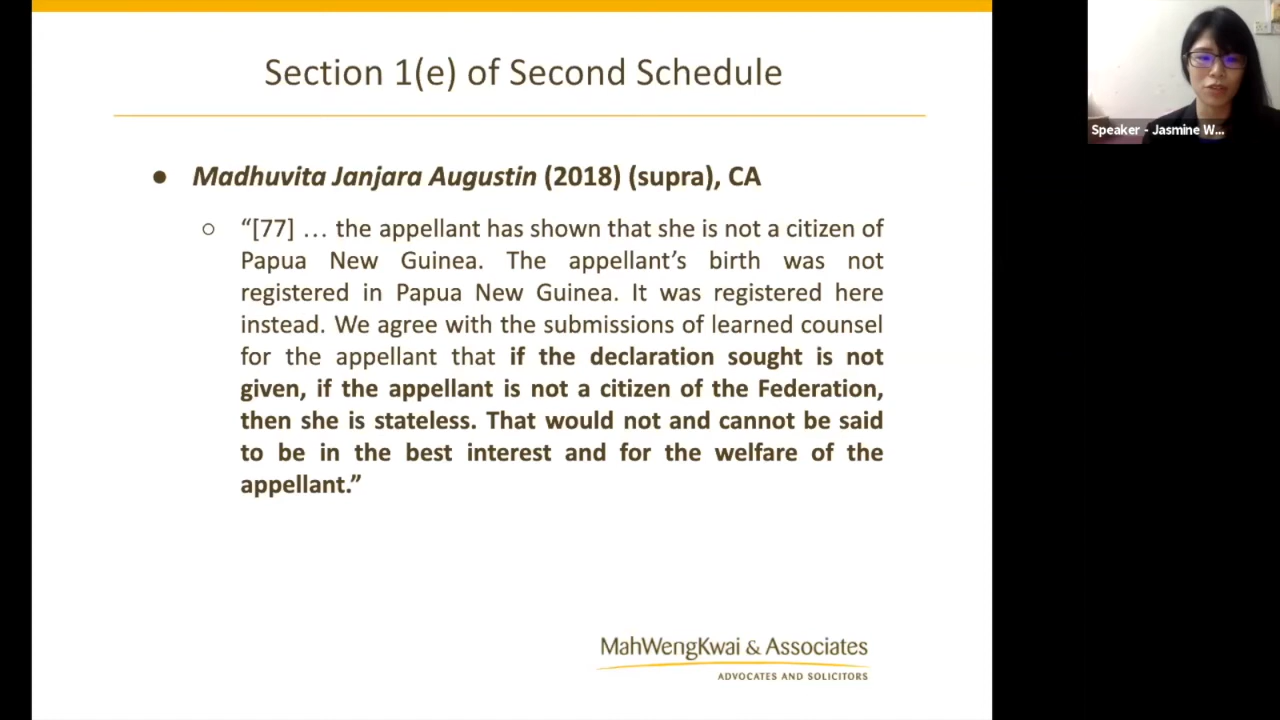 Section 1(e) of Second Schedule
● Madhuvita Janjara Augustin (2018) (supra), CA
○ “[77] … the appellant has shown that she is not a citizen of
Papua New Guinea. The appellant’s birth was not
registered in Papua New Guinea. It was registered here
instead. We agree with the submissions of learned counsel
for the appellant that if the declaration sought is not
given, if the appellant is not a citizen of the Federation,
then she is stateless. That would not and cannot be said
to be in the best interest and for the welfare of the
appellant.”
MahWengKwai & Associates
ADVOCATES AND SOLICITORS
Speaker - Jasmine W...